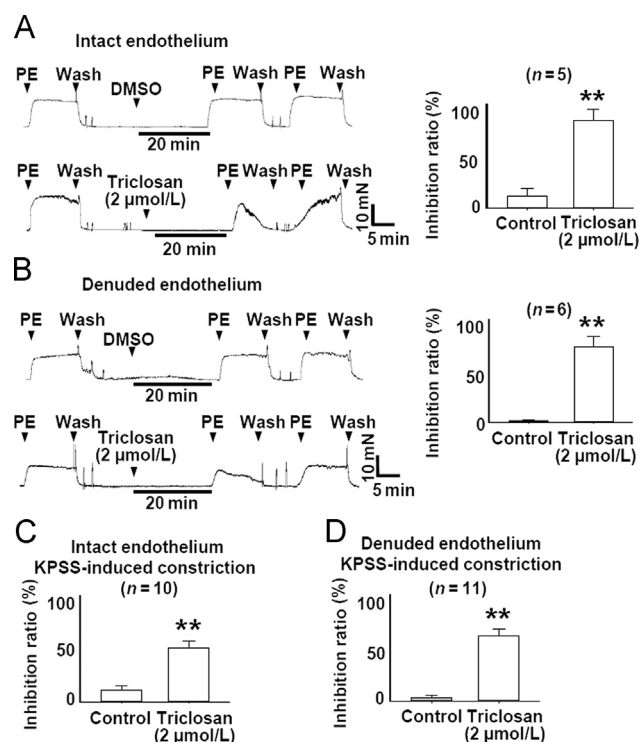 A
Intact endothelium
PE Wash DMSO PE Wash PE Wash
20 min
PE Wash Triclosan (2 μmol/L) PE Wash PE Wash
20 min
10 mN
5 min
(n=5)
Inhibition ratio (%)
100
50
0
**
Control Triclosan
(2 μmol/L)
B
Denuded endothelium
PE Wash DMSO PE Wash PE Wash
20 min
PE Wash Triclosan (2 μmol/L) PE Wash PE Wash
20 min
10 mN
5 min
(n=6)
Inhibition ratio (%)
100
50
0
**
Control Triclosan
(2 μmol/L)
C
Intact endothelium
KPSS-induced constriction
(n=10)
Inhibition ratio (%)
100
50
0
**
Control Triclosan
(2 μmol/L)
D
Denuded endothelium
KPSS-induced constriction
(n=11)
Inhibition ratio (%)
100
50
0
**
Control Triclosan
(2 μmol/L)